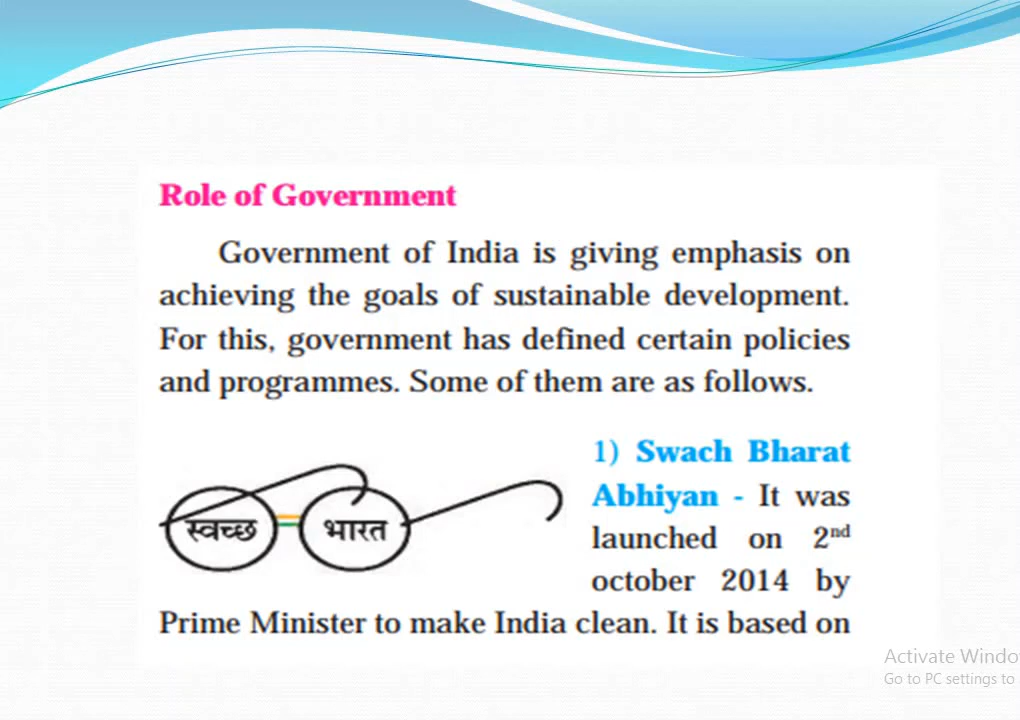 Role of Government
Government of India is giving emphasis on
achieving the goals of sustainable development.
For this, government has defined certain policies
and programmes. Some of them are as follows.
स्वच्छ भारत
1) Swach Bharat
Abhiyan - It was
launched on 2nd
october 2014 by
Prime Minister to make India clean. It is based on
Activate Windo
Go to PC settings to